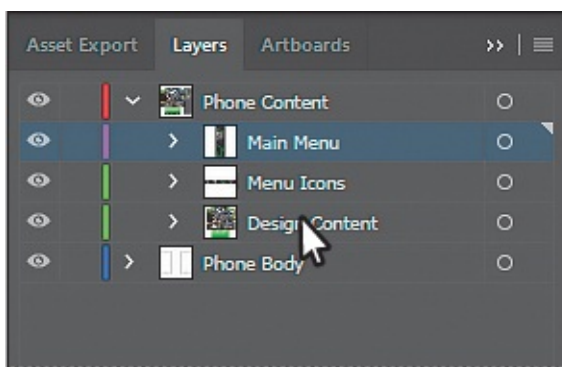 Asset Export Layers Artboards
Phone Content
Main Menu
Menu Icons
Design Content
Phone Body